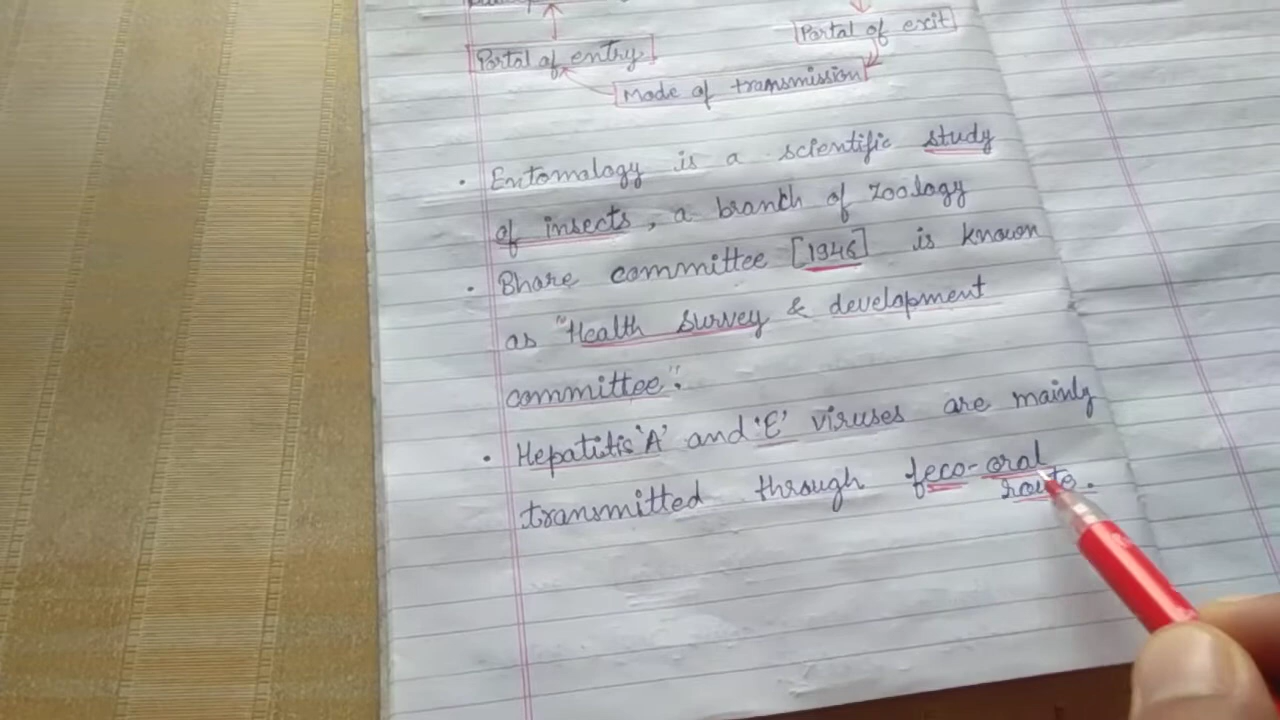 Portal of exit
Portal of entry
Mode of transmission
• Entomology is a scientific study
of insects, a branch of zoology
• Bhore committee [1946] is known
as "Health survey & development
committee".
• Hepatitis 'A' and 'E' viruses are mainly
transmitted through feco-oral
route.